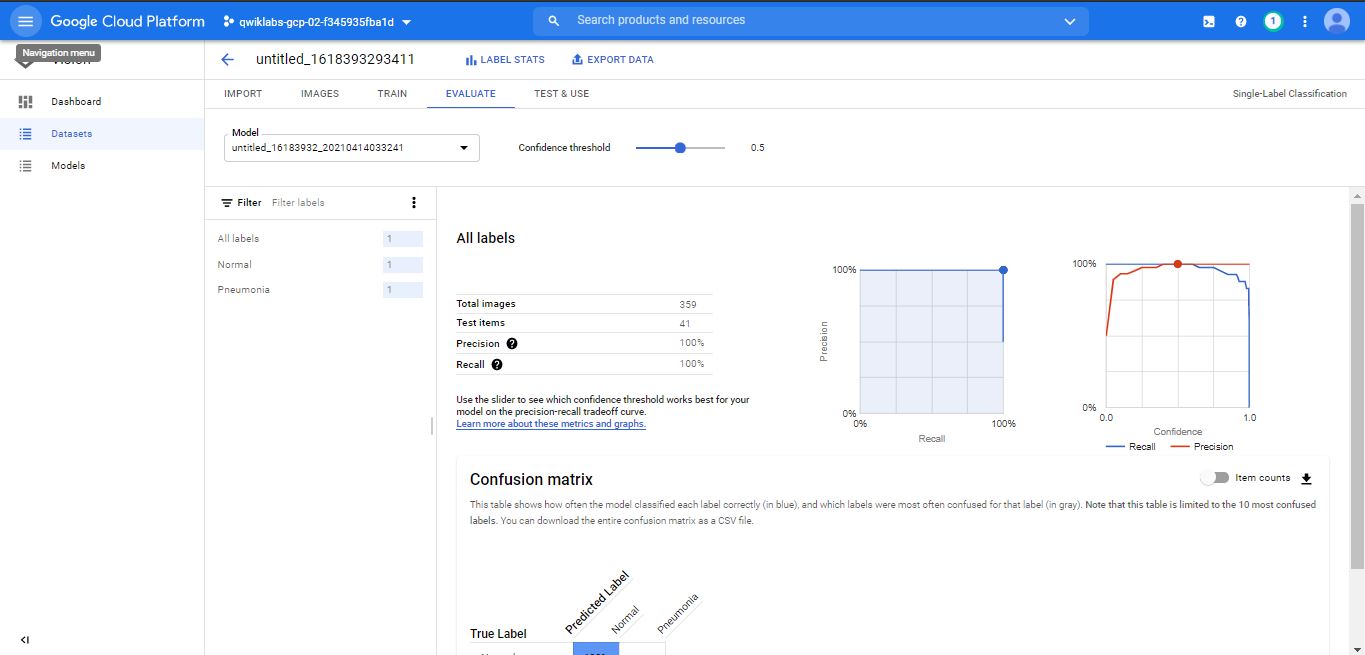 Google Cloud Platform qwiklabs-gcp-02-f345935fba1d Search products and resources 1
Navigation menu
untitled_1618393293411 LABEL STATS EXPORT DATA
IMPORT IMAGES TRAIN EVALUATE TEST & USE Single-Label Classification
Dashboard
Datasets
Models
Model
untitled_16183932_20210414033241 Confidence threshold 0.5
Filter Filter labels
All labels 1
Normal 1
Pneumonia 1
All labels
Total images 359
Test items 41
Precision 100%
Recall 100%
Use the slider to see which confidence threshold works best for your
model on the precision-recall tradeoff curve.
Learn more about these metrics and graphs.
100%
Precision
0%
0% 100%
Recall
100%
0%
0.0 1.0
Confidence
Recall Precision
Confusion matrix Item counts
This table shows how often the model classified each label correctly (in blue), and which labels were most often confused for that label (in gray). Note that this table is limited to the 10 most confused
labels. You can download the entire confusion matrix as a CSV file.
Predicted Label
Normal
Pneumonia
True Label